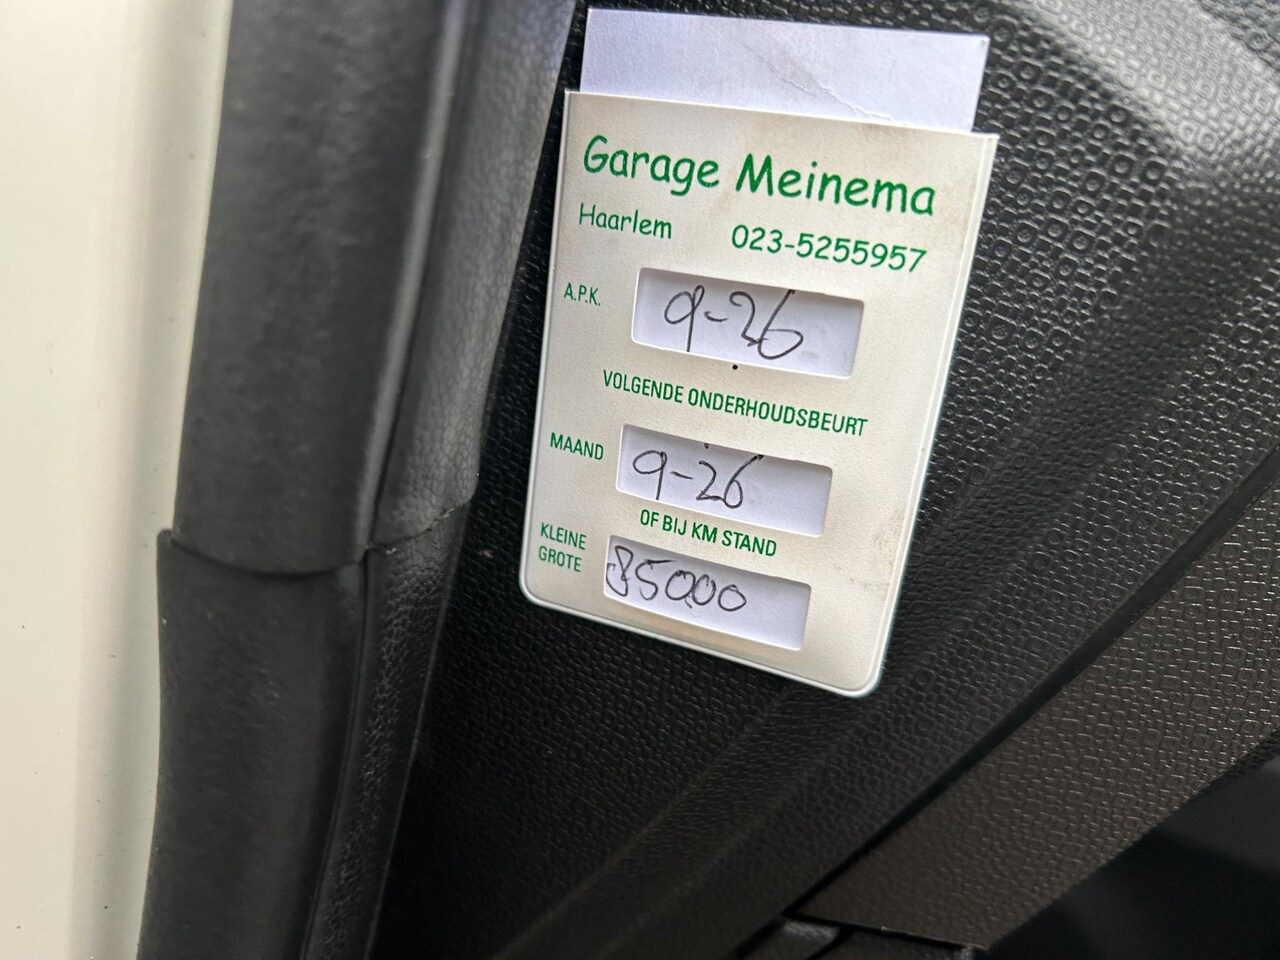 Garage Meinema
Haarlem 023-5255957
A.P.K. 9-26
VOLGENDE ONDERHOUDSBEURT
MAAND 9-26
OF BIJ KM STAND
KLEINE
GROTE 85000